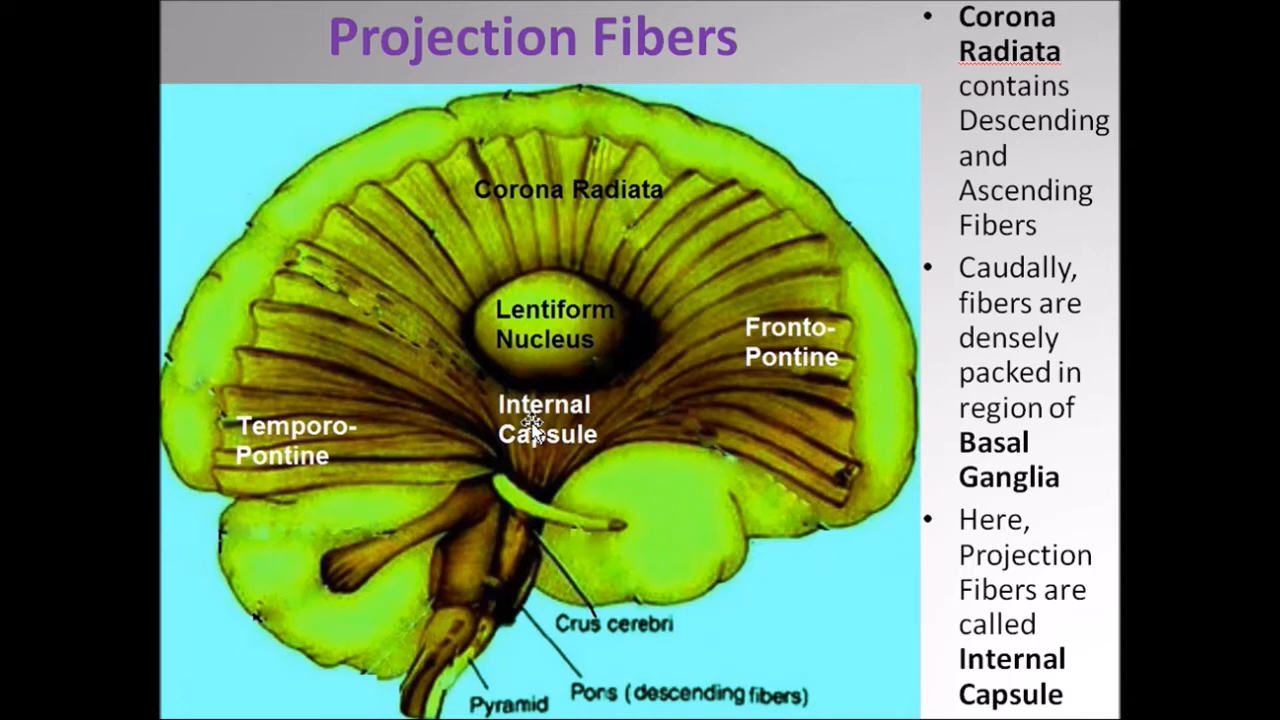 Projection Fibers
Corona Radiata
Lentiform
Nucleus
Fronto-
Pontine
Internal
Capsule
Temporo-
Pontine
Crus cerebri
Pons (descending fibers)
Pyramid
• Corona
Radiata
contains
Descending
and
Ascending
Fibers
• Caudally,
fibers are
densely
packed in
region of
Basal
Ganglia
• Here,
Projection
Fibers are
called
Internal
Capsule